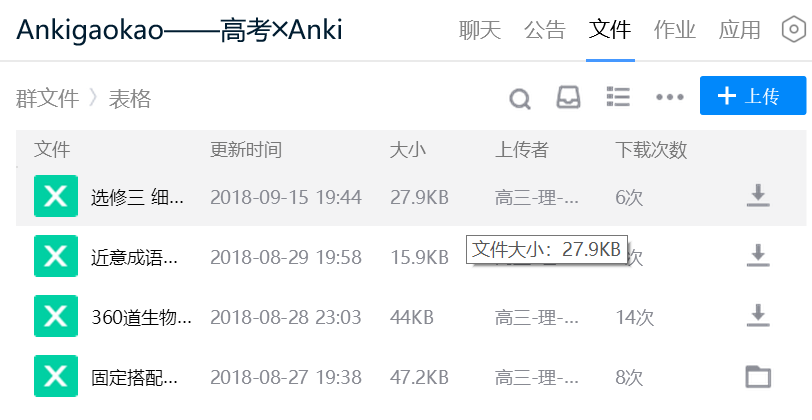 Ankigaokao——高考×Anki 聊天 公告 文件 作业 应用
群文件 > 表格 上传
文件 更新时间 大小 上传者 下载次数
选修三 细... 2018-09-15 19:44 27.9KB 高三-理-... 6次
近意成语... 2018-08-29 19:58 15.9KB 次
文件大小：27.9KB
360道生物... 2018-08-28 23:03 44KB 高三-理-... 14次
固定搭配... 2018-08-27 19:38 47.2KB 高三-理-... 8次